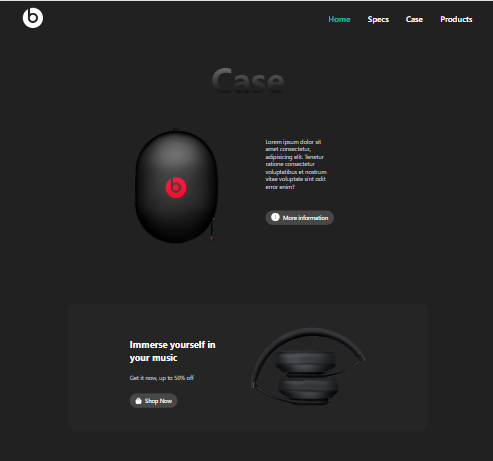 Home Specs Case Products
Case
Lorem ipsum dolor sit
amet consectetur,
adipisicing elit. Tenetur
ratione consectetur
voluptatibus et nostrum
vitae voluptate sint odit
error enim?
More information
Immerse yourself in
your music
Get it now, up to 50% off
Shop Now